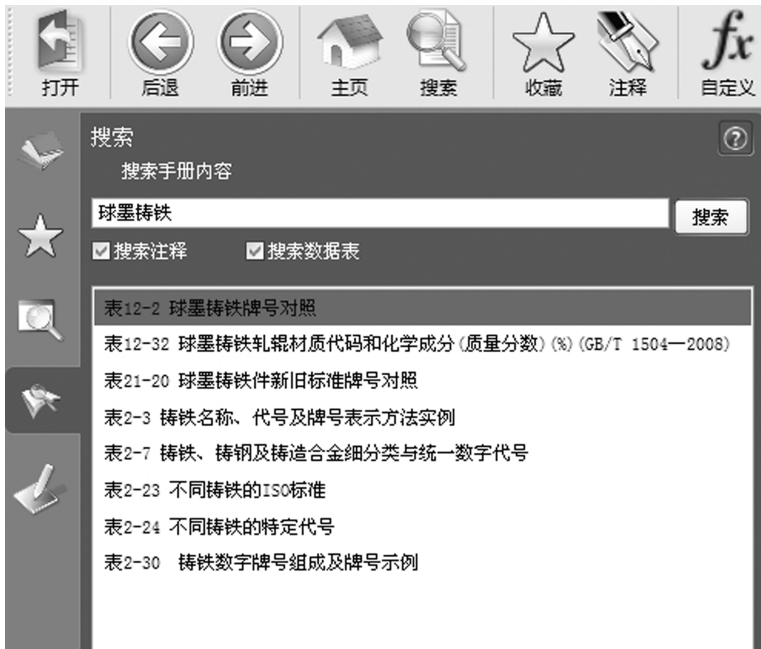 打开 后退 前进 主页 搜索 收藏 注释 自定义
搜索
搜索手册内容
球墨铸铁 搜索
搜索注释 搜索数据表
表12-2 球墨铸铁牌号对照
表12-32 球墨铸铁轧辊材质代码和化学成分(质量分数)(%)(GB/T 1504—2008)
表21-20 球墨铸铁件新旧标准牌号对照
表2-3 铸铁名称、代号及牌号表示方法实例
表2-7 铸铁、铸钢及铸造合金细分类与统一数字代号
表2-23 不同铸铁的ISO标准
表2-24 不同铸铁的特定代号
表2-30 铸铁数字牌号组成及牌号示例